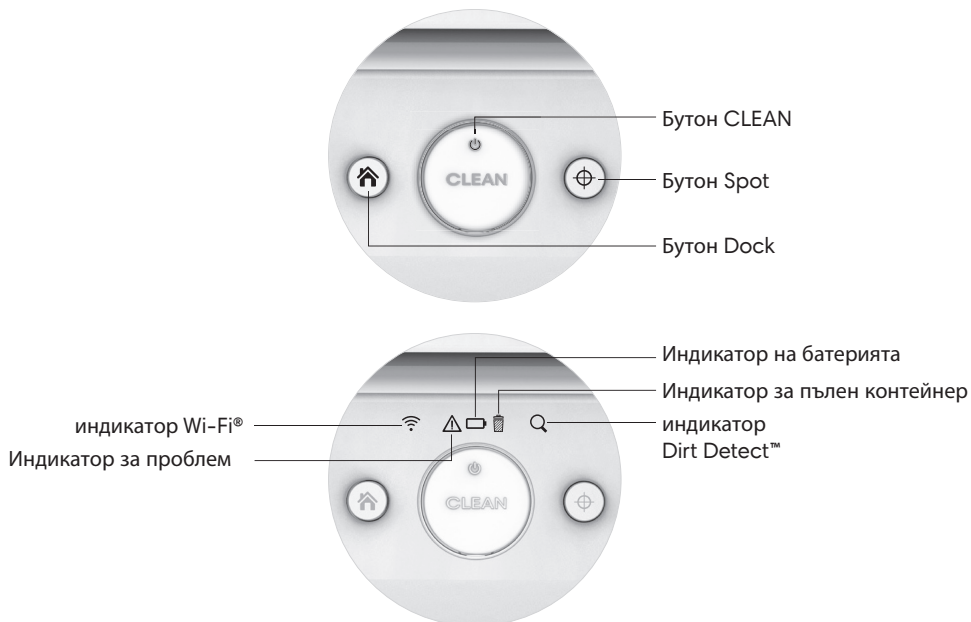 Бутон CLEAN
CLEAN
Бутон Spot
Бутон Dock
Индикатор на батерията
Индикатор за пълен контейнер
индикатор Wi-Fi®
индикатор
Dirt Detect™
Индикатор за проблем
CLEAN